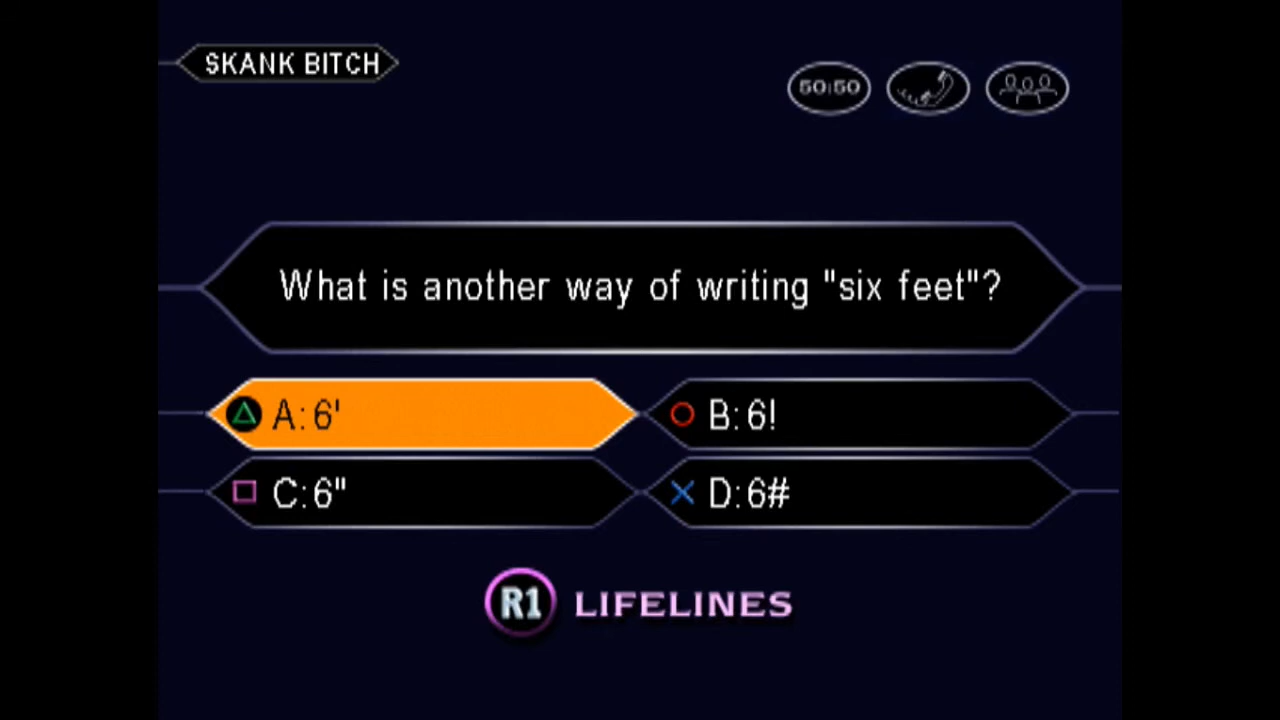 SKANK BITCH
50:50
What is another way of writing "six feet"?
A: 6'
B: 6!
C: 6"
D: 6#
R1 LIFELINES